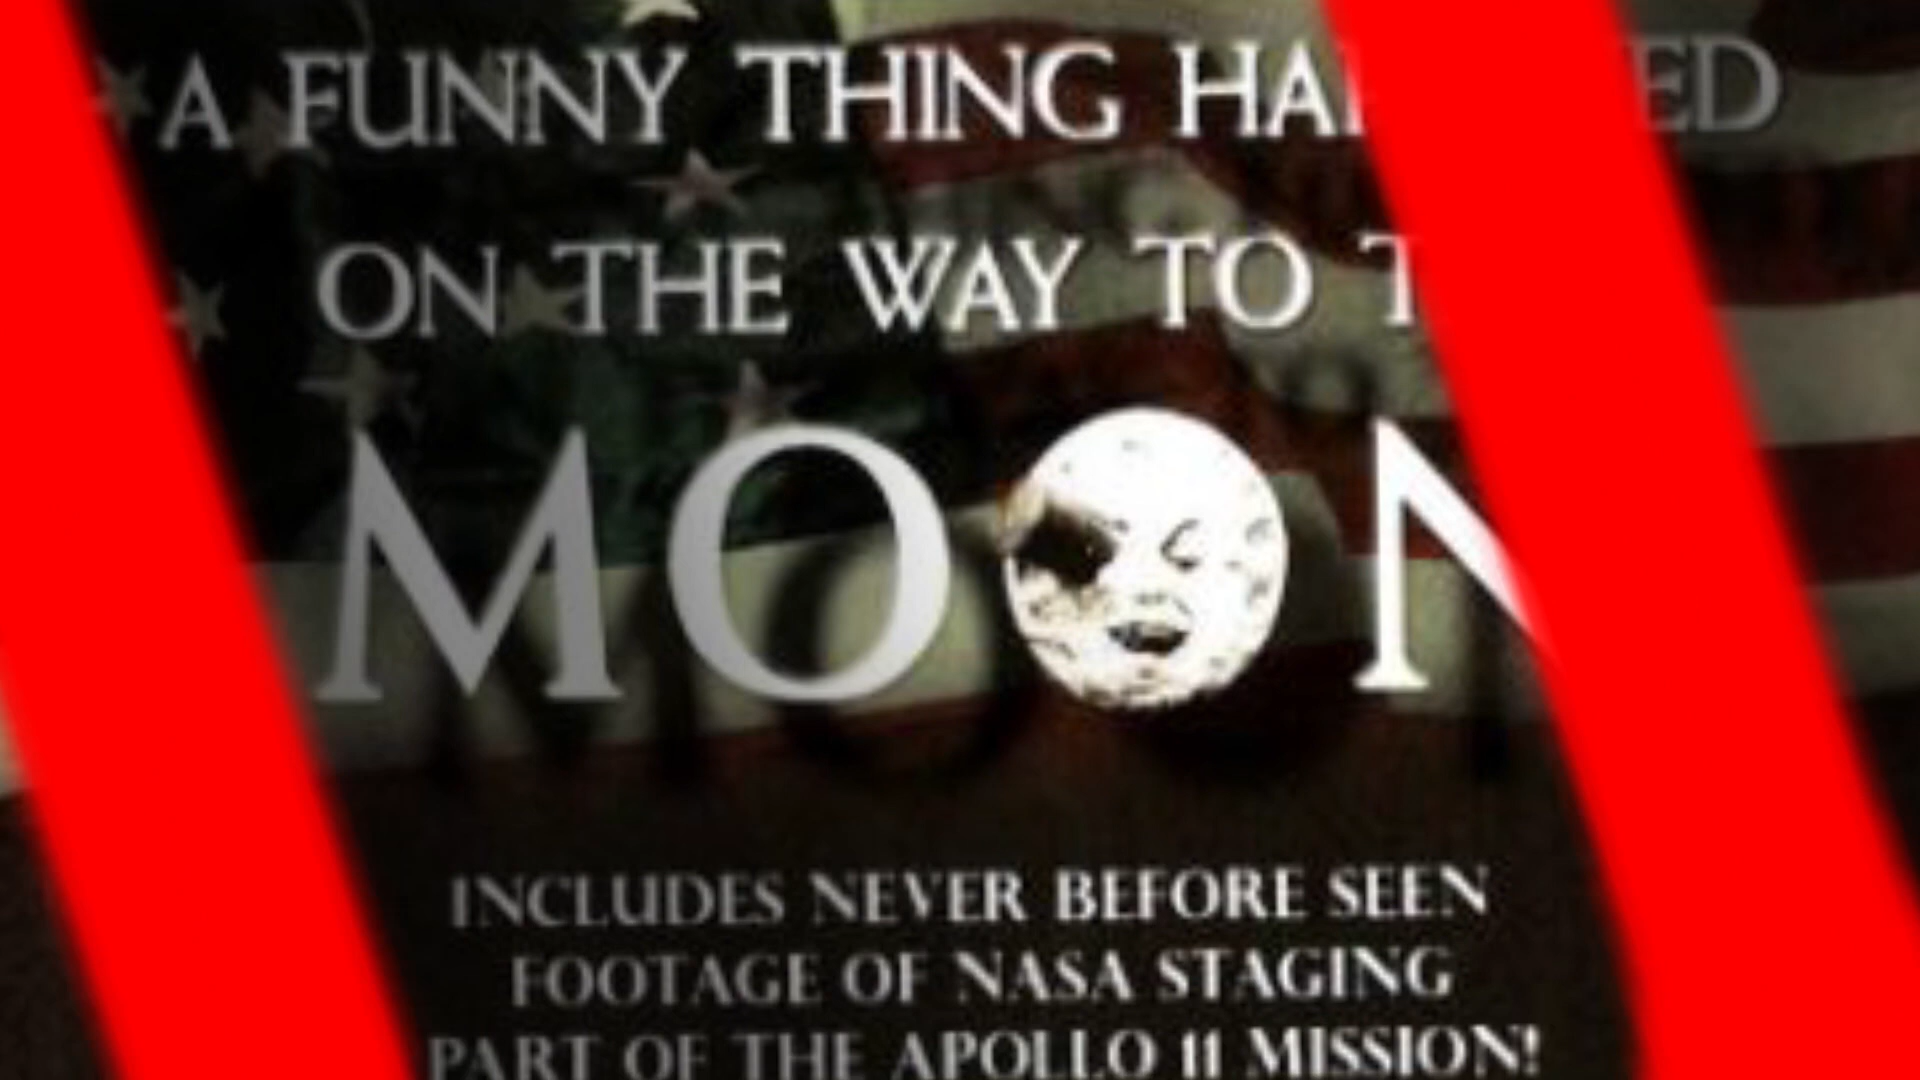 A FUNNY THING HA ED
ON THE WAY TO T
MOON
INCLUDES NEVER BEFORE SEEN
FOOTAGE OF NASA STAGING
PART OF THE APOLLO 11 MISSION!